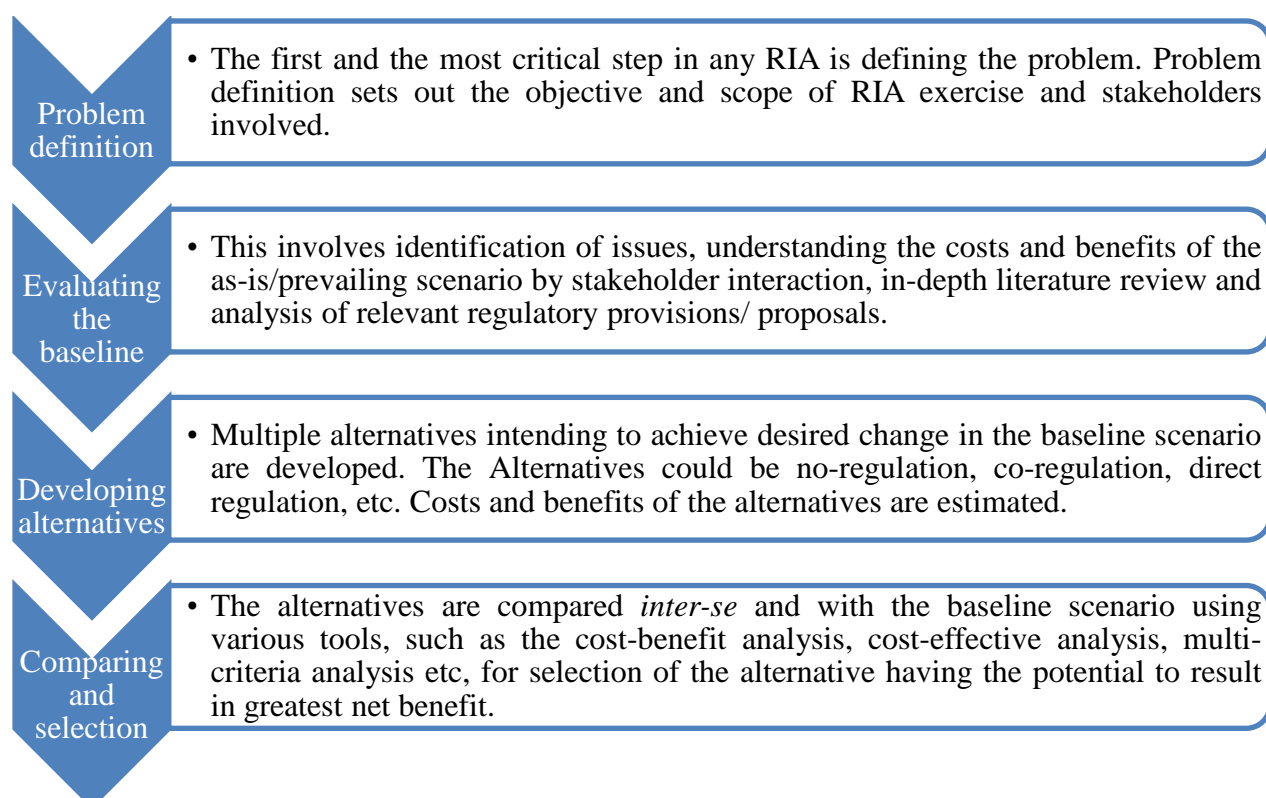 Problem
definition
• The first and the most critical step in any RIA is defining the problem. Problem
definition sets out the objective and scope of RIA exercise and stakeholders
involved.
Evaluating
the
baseline
• This involves identification of issues, understanding the costs and benefits of the
as-is/prevailing scenario by stakeholder interaction, in-depth literature review and
analysis of relevant regulatory provisions/ proposals.
Developing
alternatives
• Multiple alternatives intending to achieve desired change in the baseline scenario
are developed. The Alternatives could be no-regulation, co-regulation, direct
regulation, etc. Costs and benefits of the alternatives are estimated.
Comparing
and
selection
• The alternatives are compared inter-se and with the baseline scenario using
various tools, such as the cost-benefit analysis, cost-effective analysis, multi-
criteria analysis etc, for selection of the alternative having the potential to result
in greatest net benefit.